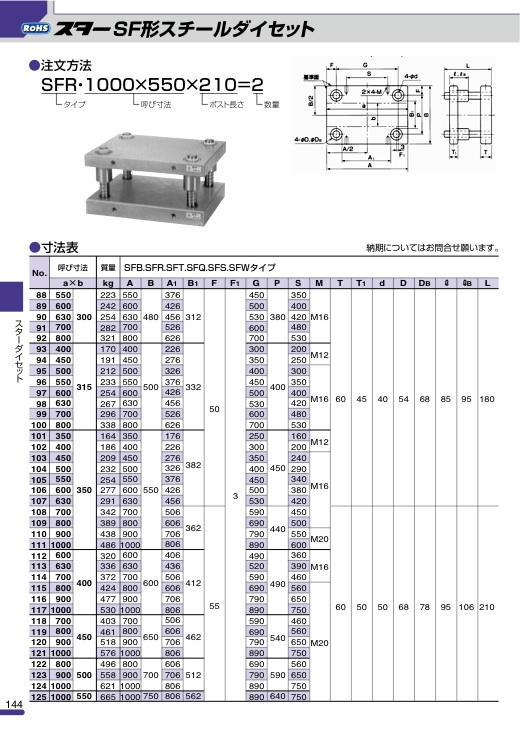 RoHS スター SF形スチールダイセット
●注文方法
SFR・1000×550×210=2
タイプ 呼び寸法 ポスト長さ 数量
F G L
基準面 S 4-φd ℓ.ℓB
2×4-M F
B/2 a b B1 P B
4-φD.φDB
A/2 3 T1 T
A1 F1
A
●寸法表 納期についてはお問合せ願います。
No. 呼び寸法 質量 SFB.SFR.SFT.SFQ.SFS.SFWタイプ
a×b kg A B A1 B1 F F1 G P S M T T1 d D DB ℓ ℓB L
88 550 300 223 550 480 376 312 50 3 450 380 350 M16 60 45 40 54 68 85 95 180
89 600 242 600 426 500 400
90 630 254 630 456 530 420
91 700 282 700 526 600 480
92 800 321 800 626 700 530
93 400 315 170 400 500 226 332 300 400 200 M12
94 450 191 450 276 350 250
95 500 212 500 326 400 300 M16
96 550 233 550 376 450 350
97 600 254 600 426 500 400
98 630 267 630 456 530 420
99 700 296 700 526 600 480
100 800 338 800 626 700 530
101 350 350 164 350 550 176 382 250 450 160 M12
102 400 186 400 226 300 200
103 450 209 450 276 350 240 M16
104 500 232 500 326 400 290
105 550 254 550 376 450 340
106 600 277 600 426 500 380
107 630 291 630 456 530 420
108 700 342 700 506 362 55 590 440 450 60 50 50 68 78 95 106 210
109 800 389 800 606 690 500
110 900 438 900 706 790 550 M20
111 1000 486 1000 806 890 600
112 600 400 320 600 600 406 412 490 490 360 M16
113 630 336 630 436 520 390
114 700 372 700 506 590 460
115 800 424 800 606 690 560 M20
116 900 477 900 706 790 650
117 1000 530 1000 806 890 750
118 700 450 403 700 650 506 462 590 540 460
119 800 461 800 606 690 560
120 900 518 900 706 790 650
121 1000 576 1000 806 890 750
122 800 500 496 800 700 606 512 690 590 560
123 900 558 900 706 790 650
124 1000 621 1000 806 890 750
125 1000 550 665 1000 750 806 562 890 640 750
スターダイセット
144